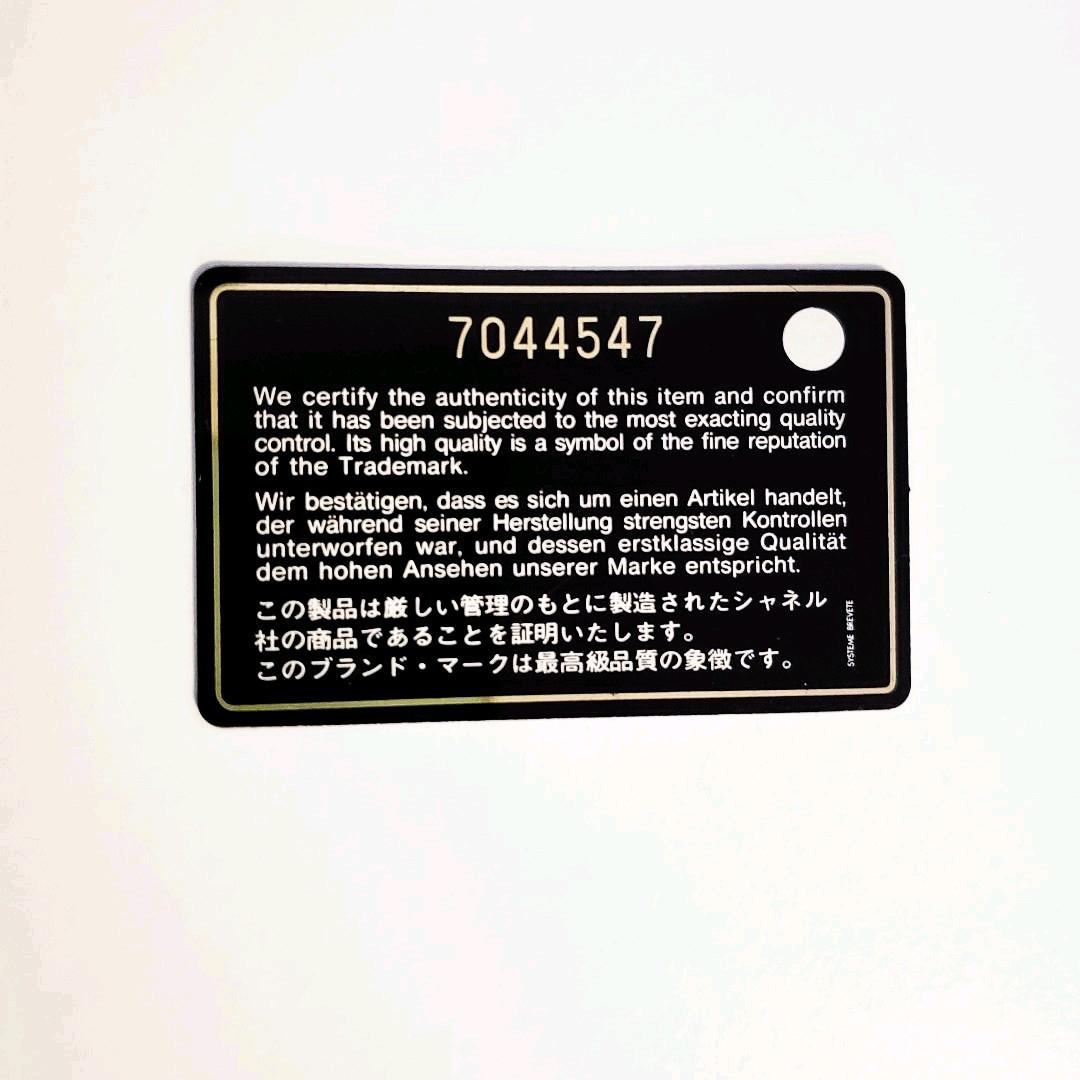 7044547
We certify the authenticity of this item and confirm
that it has been subjected to the most exacting quality
control. Its high quality is a symbol of the fine reputation
of the Trademark.
Wir bestätigen, dass es sich um einen Artikel handelt,
der während seiner Herstellung strengsten Kontrollen
unterworfen war, und dessen erstklassige Qualität
dem hohen Ansehen unserer Marke entspricht.
この製品は厳しい管理のもとに製造されたシャネル
社の商品であることを証明いたします。
このブランド・マークは最高級品質の象徴です。
SYSTEME BREVETE